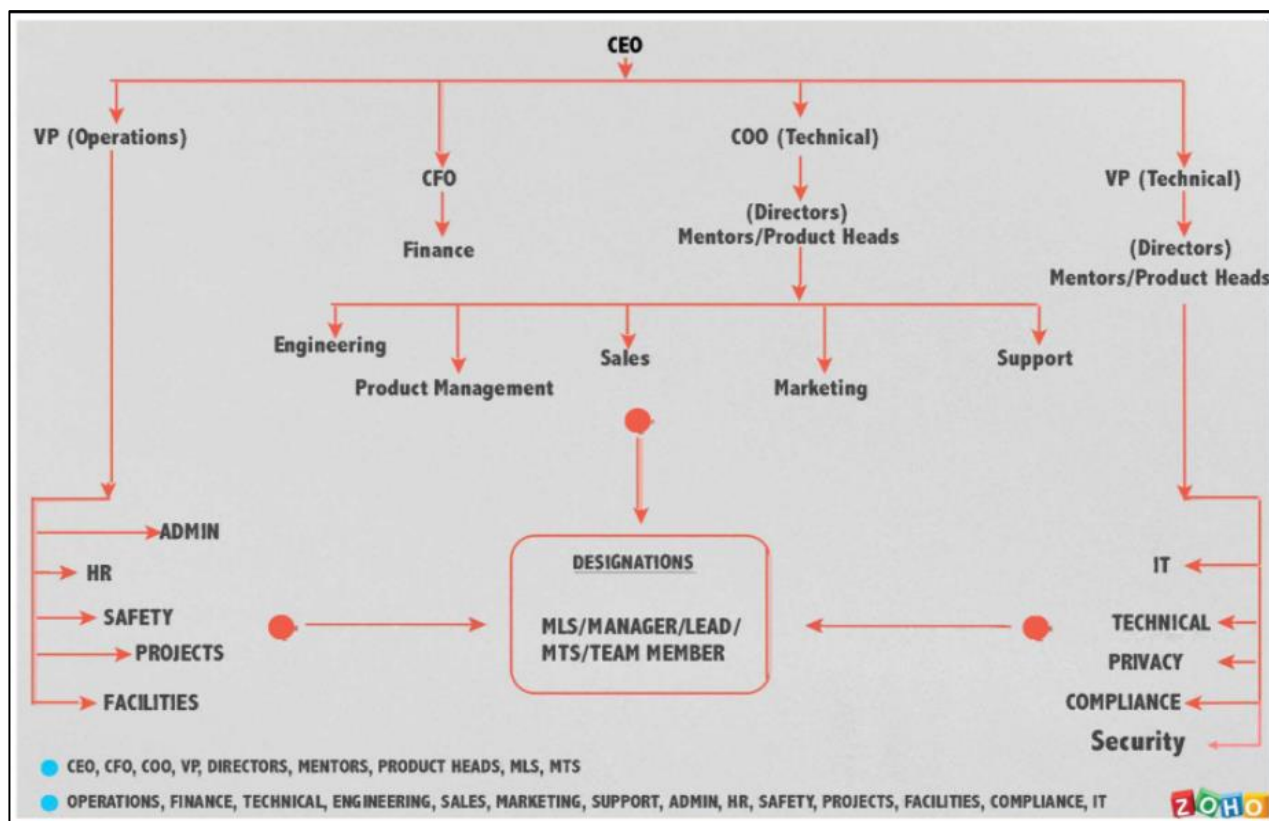 CEO
VP (Operations)
CFO
Finance
COO (Technical)
(Directors)
Mentors/Product Heads
VP (Technical)
(Directors)
Mentors/Product Heads
Engineering
Product Management
Sales
Marketing
Support
ADMIN
HR
SAFETY
PROJECTS
FACILITIES
DESIGNATIONS
MLS/MANAGER/LEAD/
MTS/TEAM MEMBER
IT
TECHNICAL
PRIVACY
COMPLIANCE
Security
CEO, CFO, COO, VP, DIRECTORS, MENTORS, PRODUCT HEADS, MLS, MTS
OPERATIONS, FINANCE, TECHNICAL, ENGINEERING, SALES, MARKETING, SUPPORT, ADMIN, HR, SAFETY, PROJECTS, FACILITIES, COMPLIANCE, IT
ZOHO